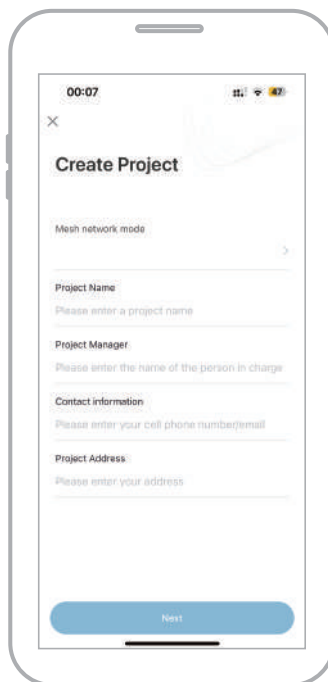 00:07
47
Create Project
Mesh network mode
Project Name
Please enter a project name
Project Manager
Please enter the name of the person in charge
Contact information
Please enter your cell phone number/email
Project Address
Please enter your address
Next